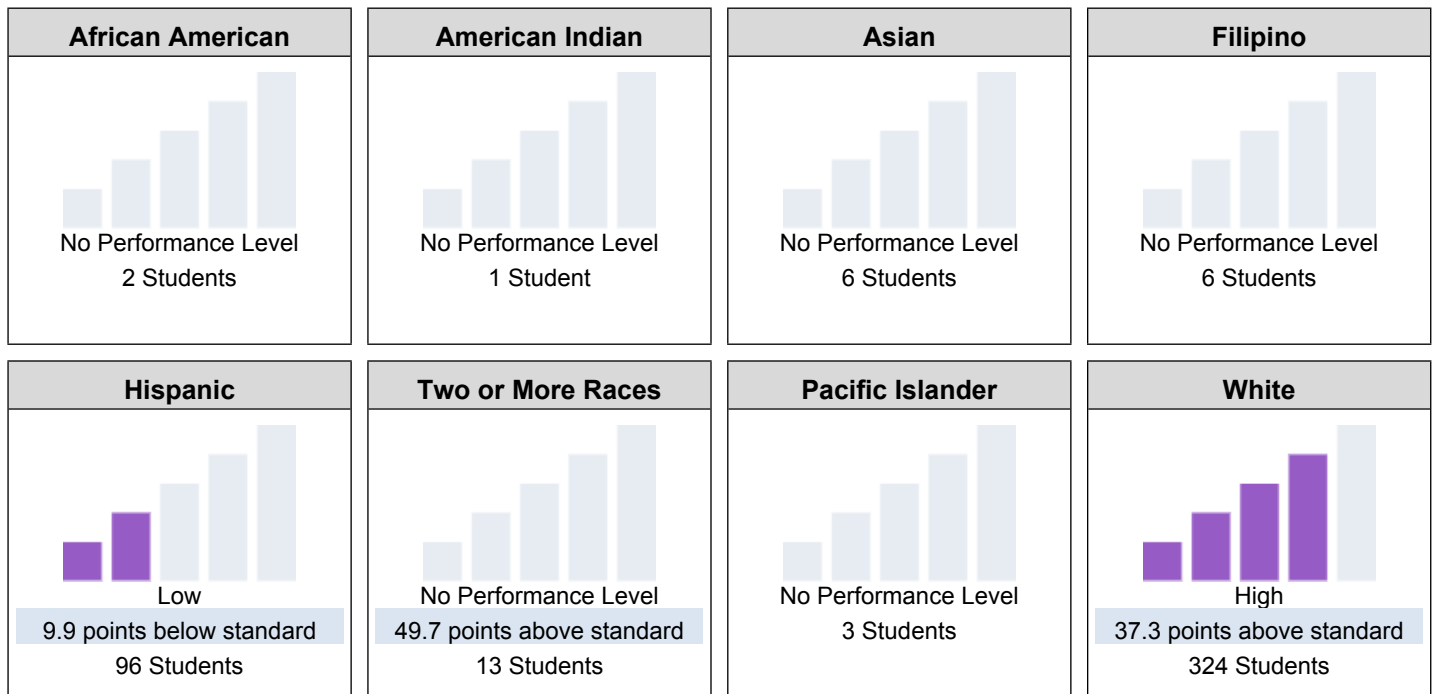 African American
No Performance Level
2 Students
American Indian
No Performance Level
1 Student
Asian
No Performance Level
6 Students
Filipino
No Performance Level
6 Students
Hispanic
Low
9.9 points below standard
96 Students
Two or More Races
No Performance Level
49.7 points above standard
13 Students
Pacific Islander
No Performance Level
3 Students
White
High
37.3 points above standard
324 Students